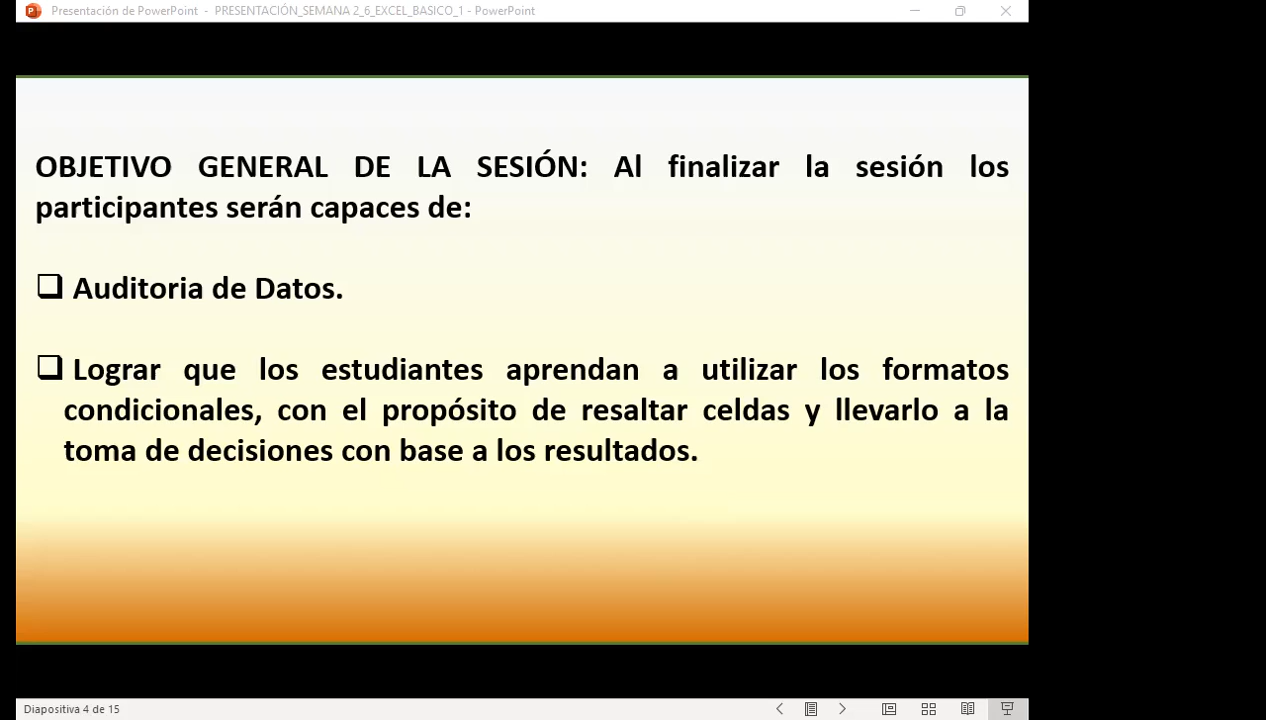 Presentación de PowerPoint - PRESENTACIÓN_SEMANA 2_6_EXCEL_BASICO_1 - PowerPoint
OBJETIVO GENERAL DE LA SESIÓN: Al finalizar la sesión los
participantes serán capaces de:
❑ Auditoria de Datos.
❑ Lograr que los estudiantes aprendan a utilizar los formatos
condicionales, con el propósito de resaltar celdas y llevarlo a la
toma de decisiones con base a los resultados.
Diapositiva 4 de 15